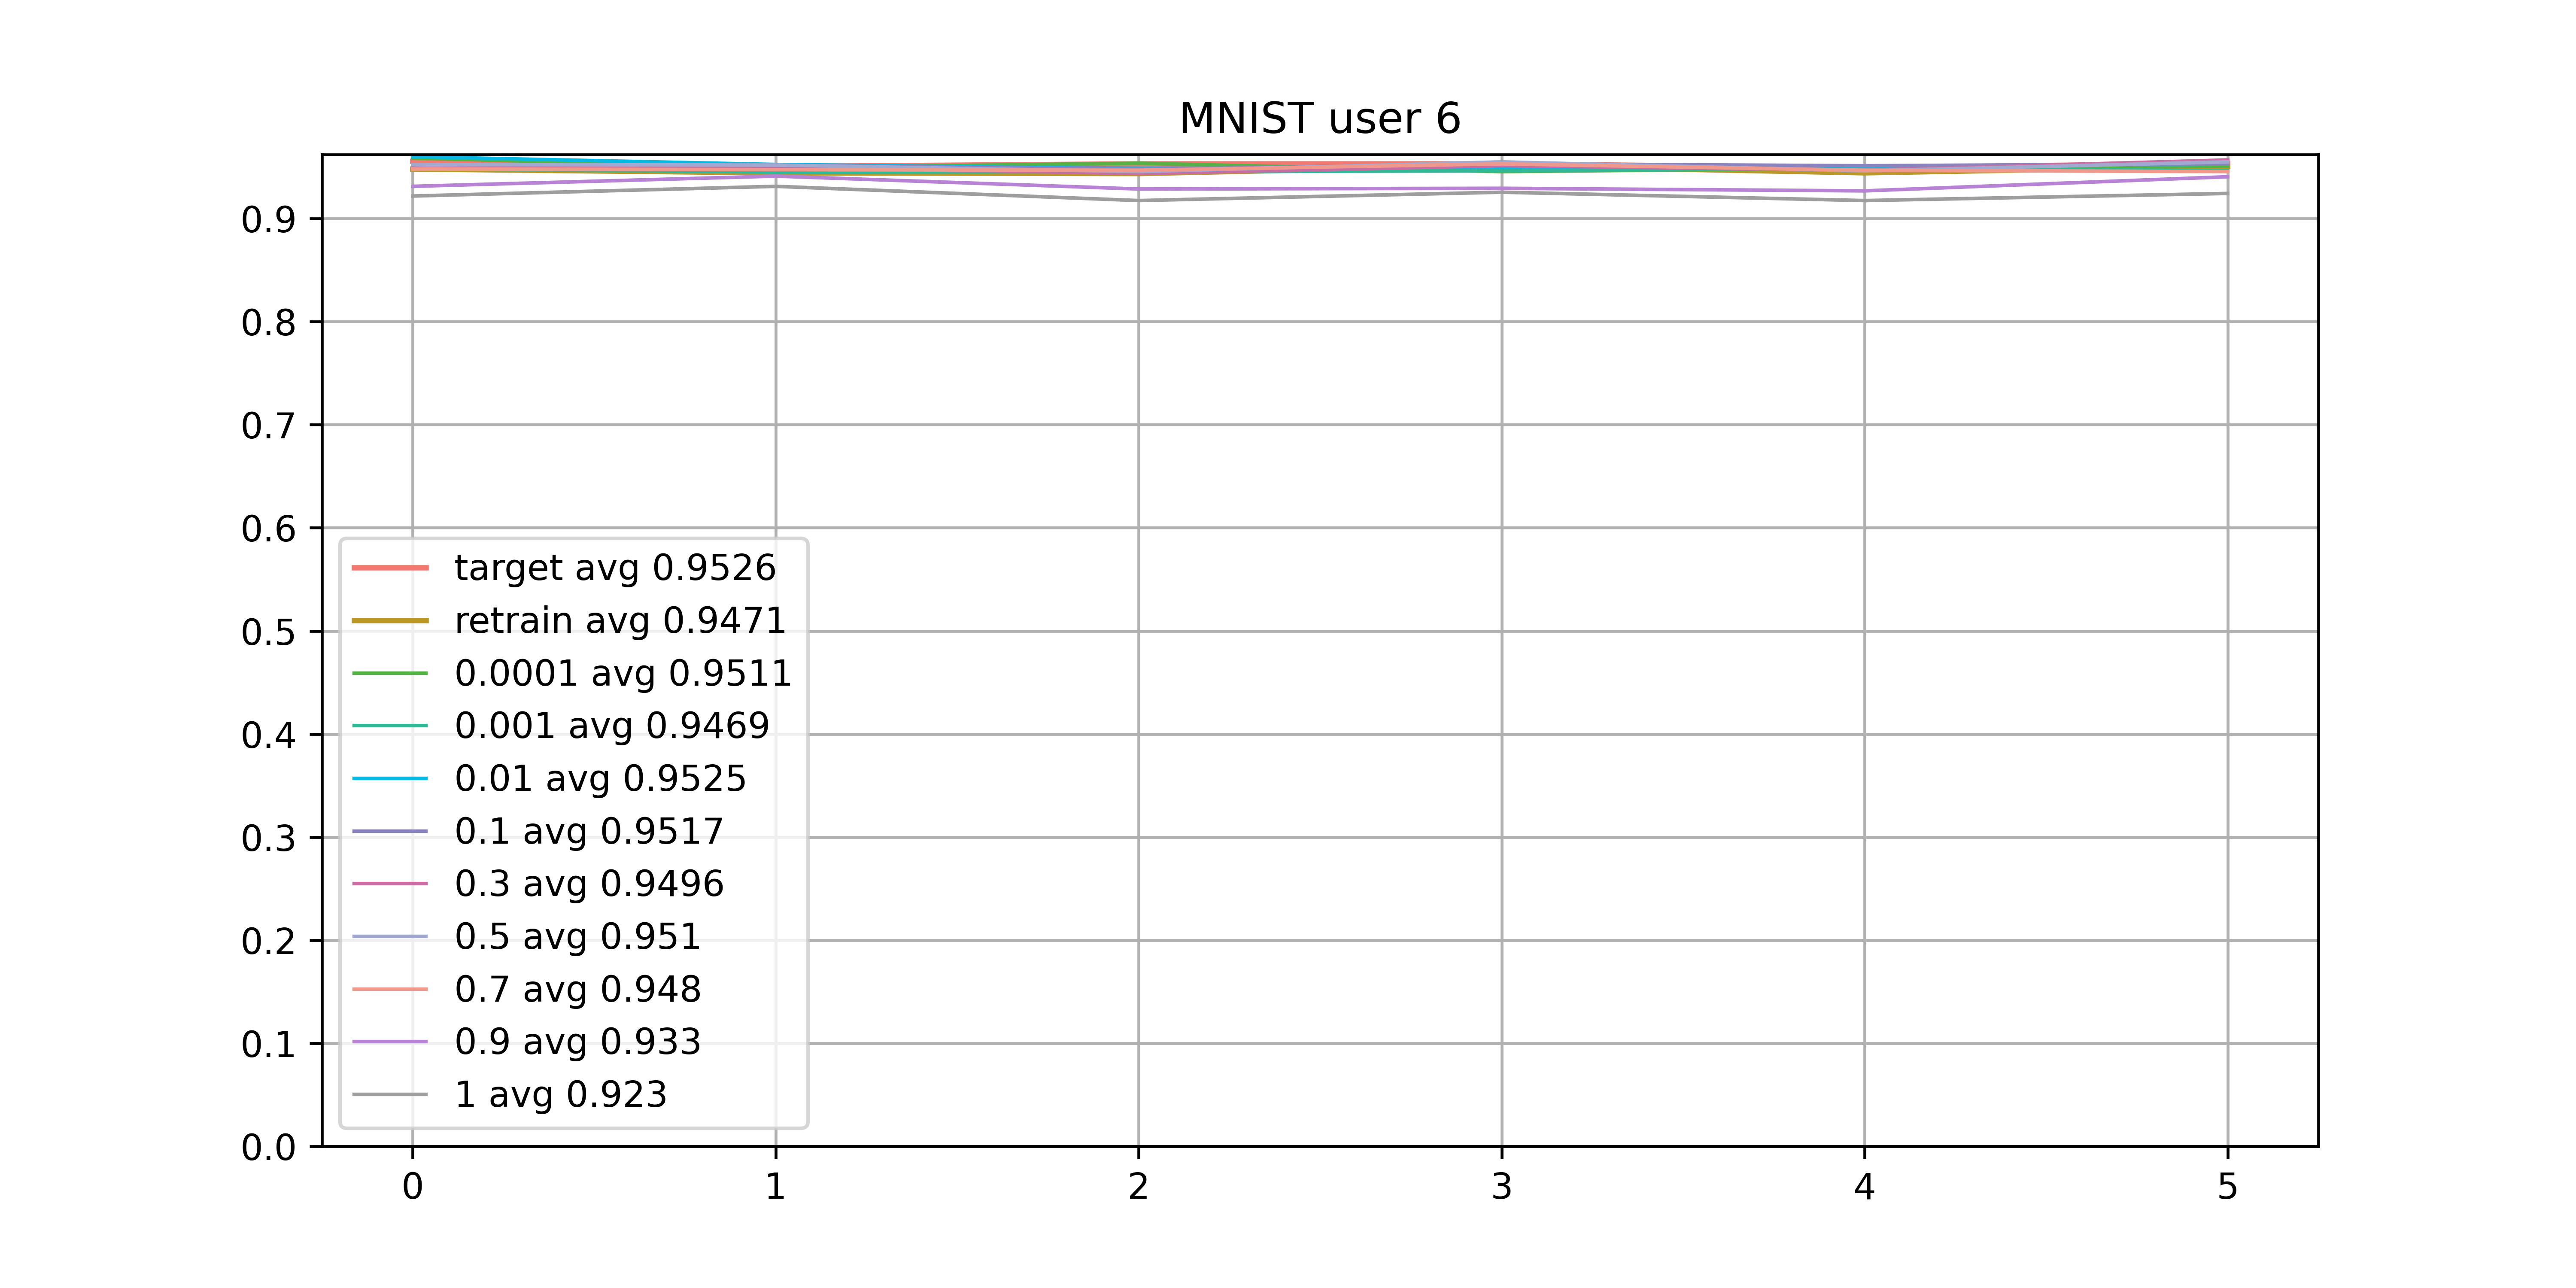 MNIST user 6
0.9
0.8
0.7
0.6
0.5
0.4
0.3
0.2
0.1
0.0
target avg 0.9526
retrain avg 0.9471
0.0001 avg 0.9511
0.001 avg 0.9469
0.01 avg 0.9525
0.1 avg 0.9517
0.3 avg 0.9496
0.5 avg 0.951
0.7 avg 0.948
0.9 avg 0.933
1 avg 0.923
0 1 2 3 4 5